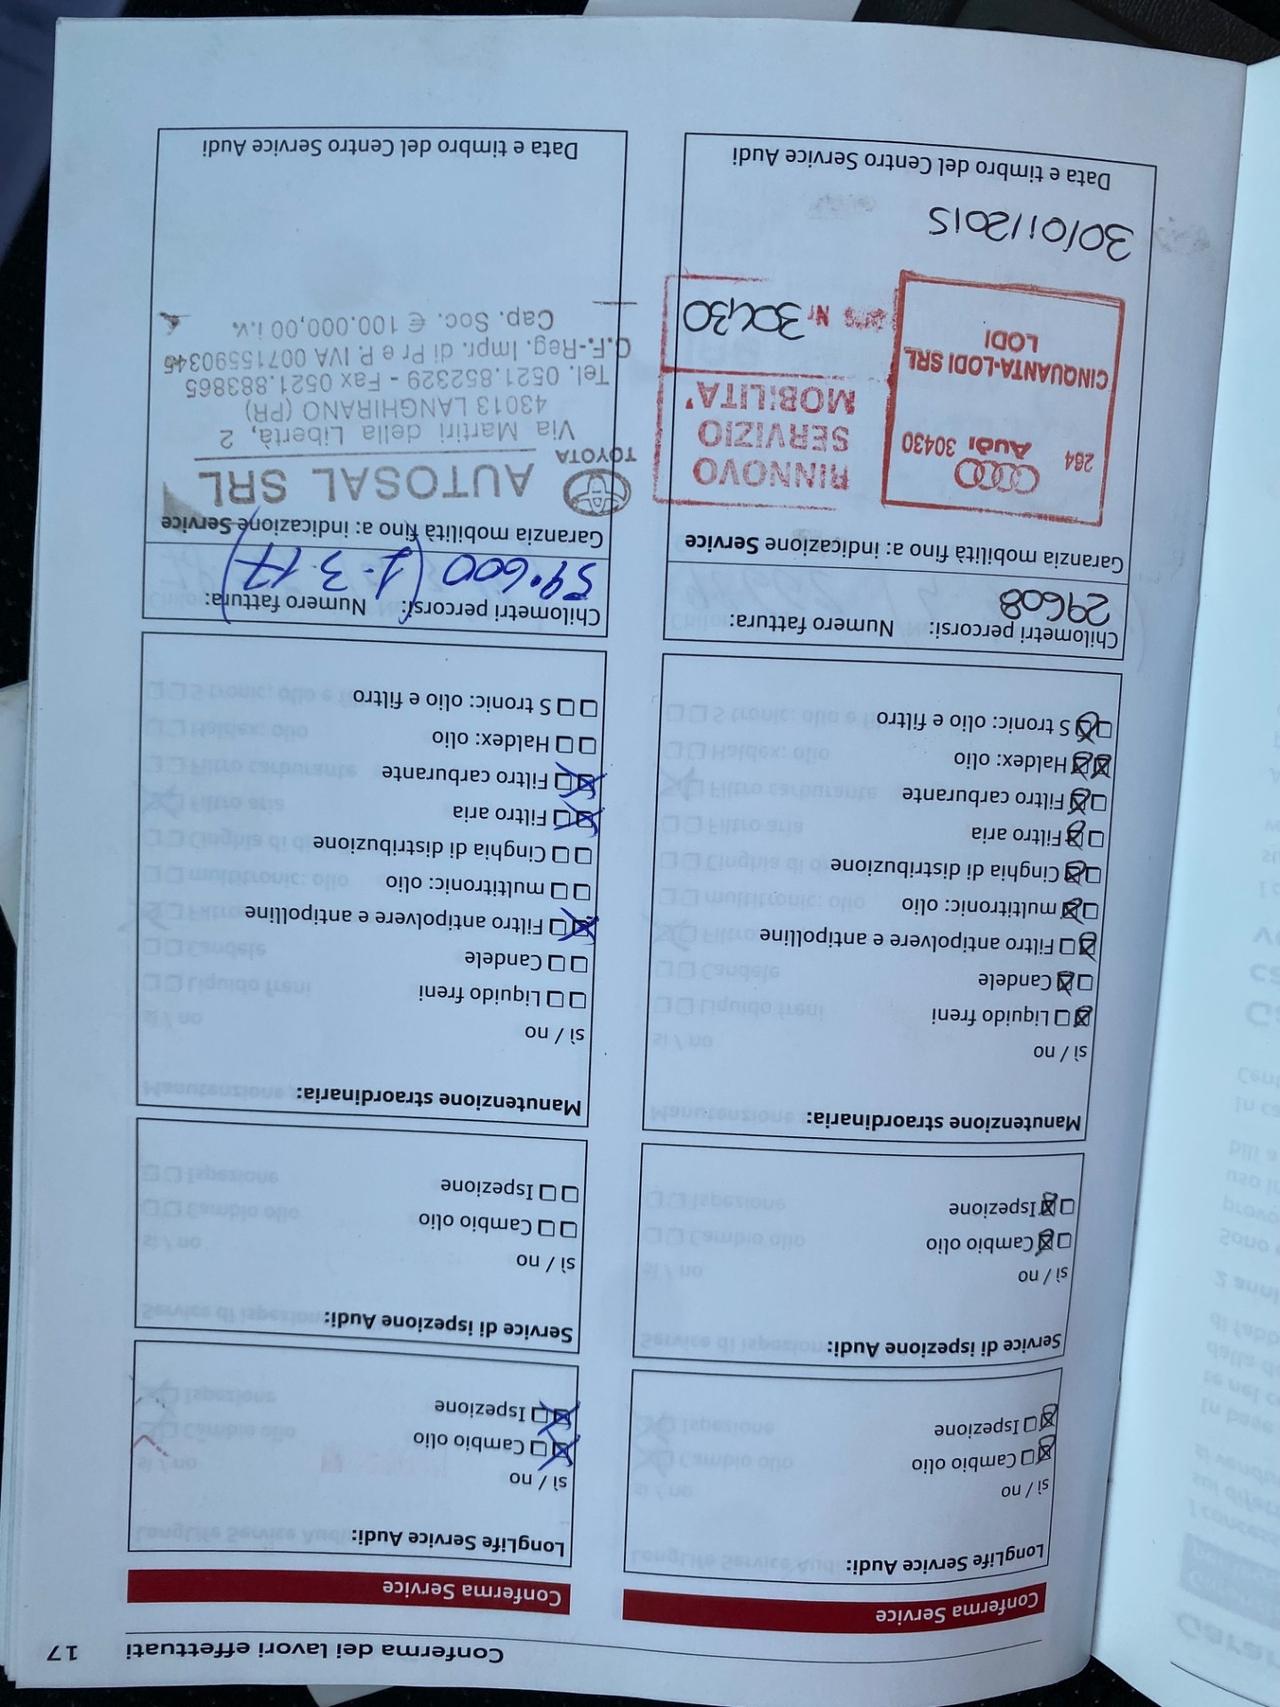 Conferma dei lavori effettuati 17
Conferma Service
LongLife Service Audi:
sì / no
Cambio olio
Ispezione
Service di ispezione Audi:
sì / no
Cambio olio
Ispezione
Manutenzione straordinaria:
sì / no
Liquido freni
Candele
Filtro antipolvere e antipolline
multitronic: olio
Cinghia di distribuzione
Filtro aria
Filtro carburante
Haldex: olio
S tronic: olio e filtro
Chilometri percorsi: Numero fattura:
29608
Garanzia mobilità fino a: indicazione Service
264 Audi 30430
CINQUANTA-LODI SRL
LODI
RINNOVO
SERVIZIO
MOBILITA'
Nr 30430
30/01/2015
Data e timbro del Centro Service Audi
Conferma Service
LongLife Service Audi:
sì / no
Cambio olio
Ispezione
Service di ispezione Audi:
sì / no
Cambio olio
Ispezione
Manutenzione straordinaria:
sì / no
Liquido freni
Candele
Filtro antipolvere e antipolline
multitronic: olio
Cinghia di distribuzione
Filtro aria
Filtro carburante
Haldex: olio
S tronic: olio e filtro
Chilometri percorsi: Numero fattura:
59.600 (1-3.17)
Garanzia mobilità fino a: indicazione Service
TOYOTA AUTOSAL SRL
Via Martiri della Libertà, 2
43013 LANGHIRANO (PR)
Tel. 0521.852329 - Fax 0521.883865
C.F.-Reg. Impr. di Pr e P. IVA 00715590345
Cap. Soc. € 100.000,00 i.v.
Data e timbro del Centro Service Audi